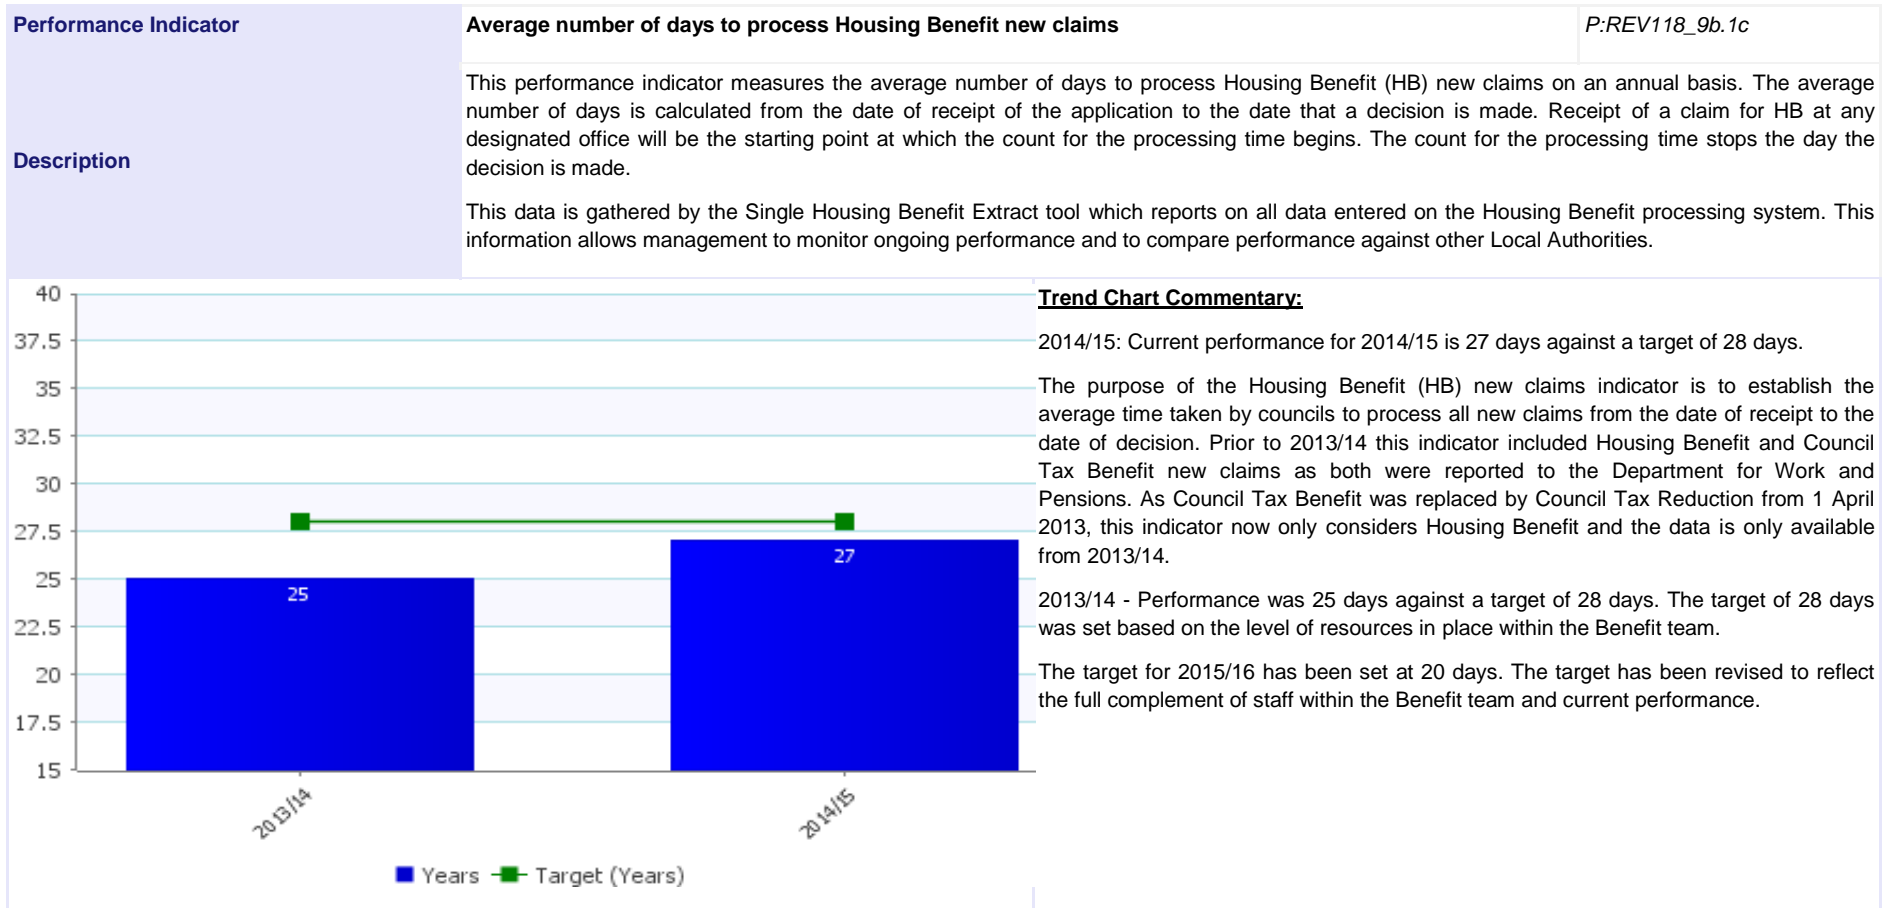 Performance Indicator
Average number of days to process Housing Benefit new claims
P:REV118_9b.1c
Description
This performance indicator measures the average number of days to process Housing Benefit (HB) new claims on an annual basis. The average
number of days is calculated from the date of receipt of the application to the date that a decision is made. Receipt of a claim for HB at any
designated office will be the starting point at which the count for the processing time begins. The count for the processing time stops the day the
decision is made.
This data is gathered by the Single Housing Benefit Extract tool which reports on all data entered on the Housing Benefit processing system. This
information allows management to monitor ongoing performance and to compare performance against other Local Authorities.
40
37.5
35
32.5
30
27.5
25
22.5
20
17.5
15
25
27
2013/14
2014/15
Years
Target (Years)
Trend Chart Commentary:
2014/15: Current performance for 2014/15 is 27 days against a target of 28 days.
The purpose of the Housing Benefit (HB) new claims indicator is to establish the
average time taken by councils to process all new claims from the date of receipt to the
date of decision. Prior to 2013/14 this indicator included Housing Benefit and Council
Tax Benefit new claims as both were reported to the Department for Work and
Pensions. As Council Tax Benefit was replaced by Council Tax Reduction from 1 April
2013, this indicator now only considers Housing Benefit and the data is only available
from 2013/14.
2013/14 - Performance was 25 days against a target of 28 days. The target of 28 days
was set based on the level of resources in place within the Benefit team.
The target for 2015/16 has been set at 20 days. The target has been revised to reflect
the full complement of staff within the Benefit team and current performance.